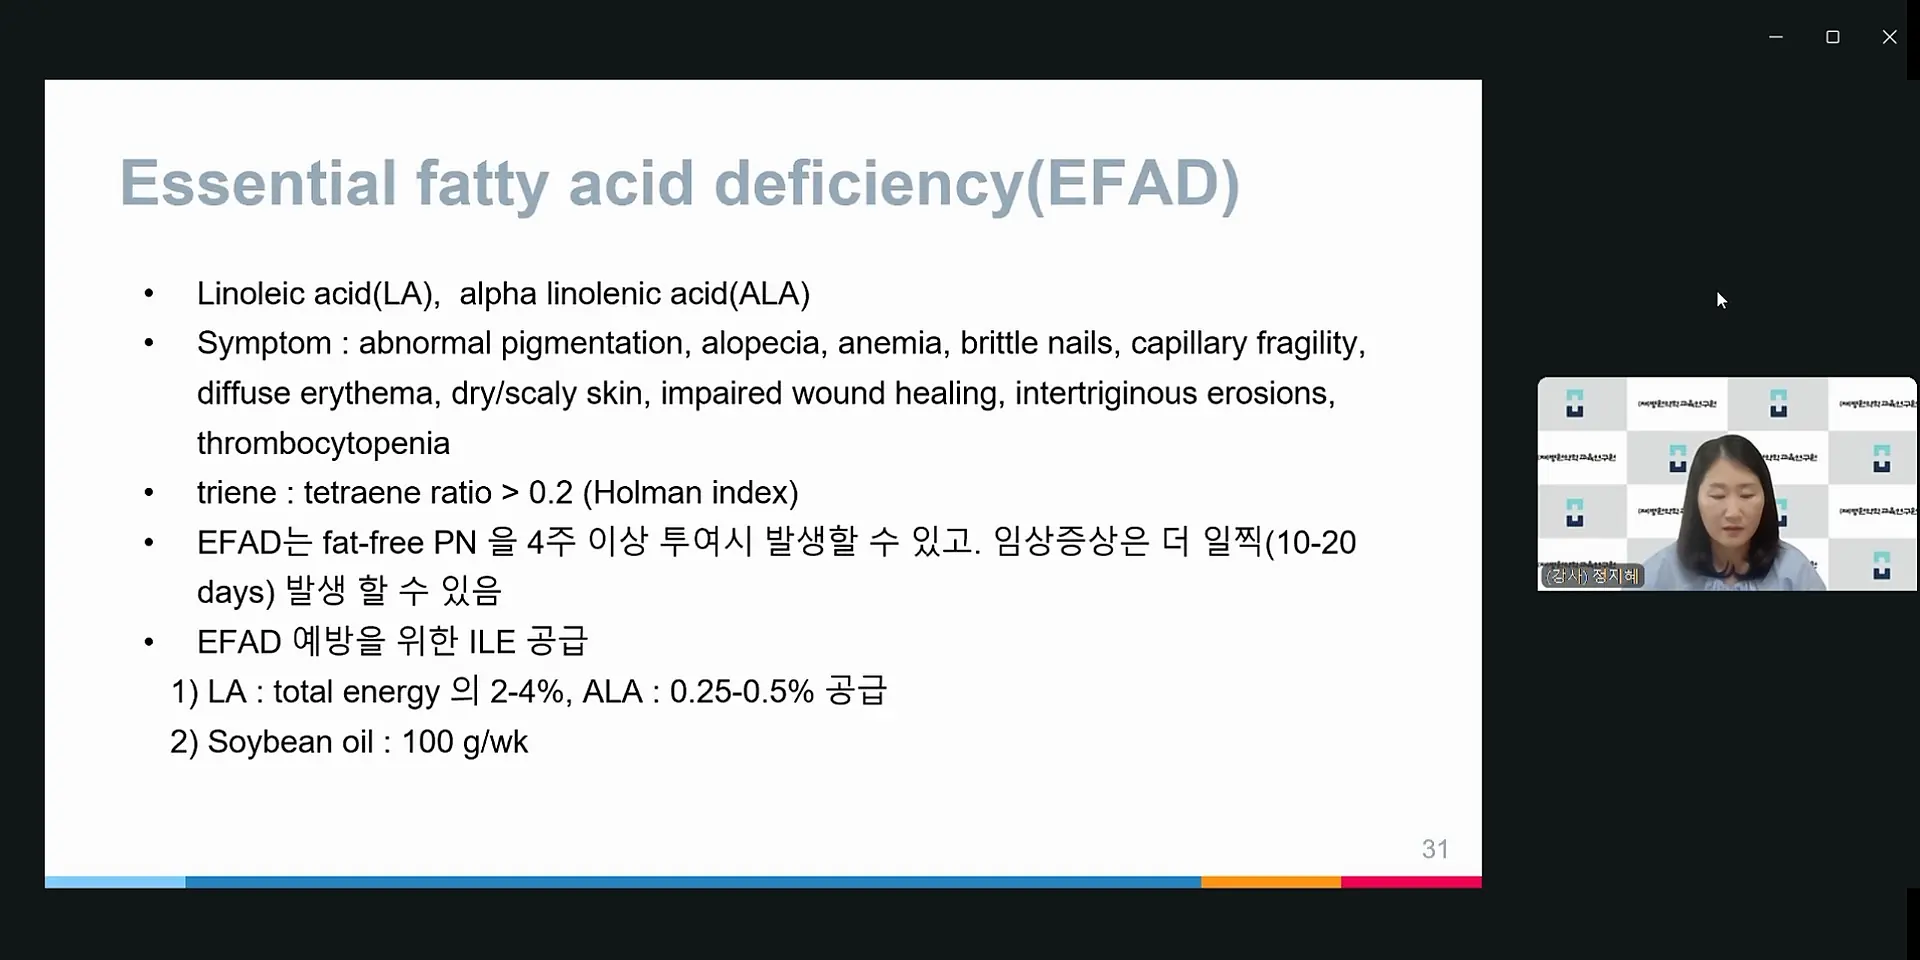 Essential fatty acid deficiency(EFAD)
• Linoleic acid(LA), alpha linolenic acid(ALA)
• Symptom : abnormal pigmentation, alopecia, anemia, brittle nails, capillary fragility,
diffuse erythema, dry/scaly skin, impaired wound healing, intertriginous erosions,
thrombocytopenia
• triene : tetraene ratio > 0.2 (Holman index)
• EFAD는 fat-free PN 을 4주 이상 투여시 발생할 수 있고. 임상증상은 더 일찍(10-20
days) 발생 할 수 있음
• EFAD 예방을 위한 ILE 공급
1) LA : total energy 의 2-4%, ALA : 0.25-0.5% 공급
2) Soybean oil : 100 g/wk
31
(강사) 정지혜